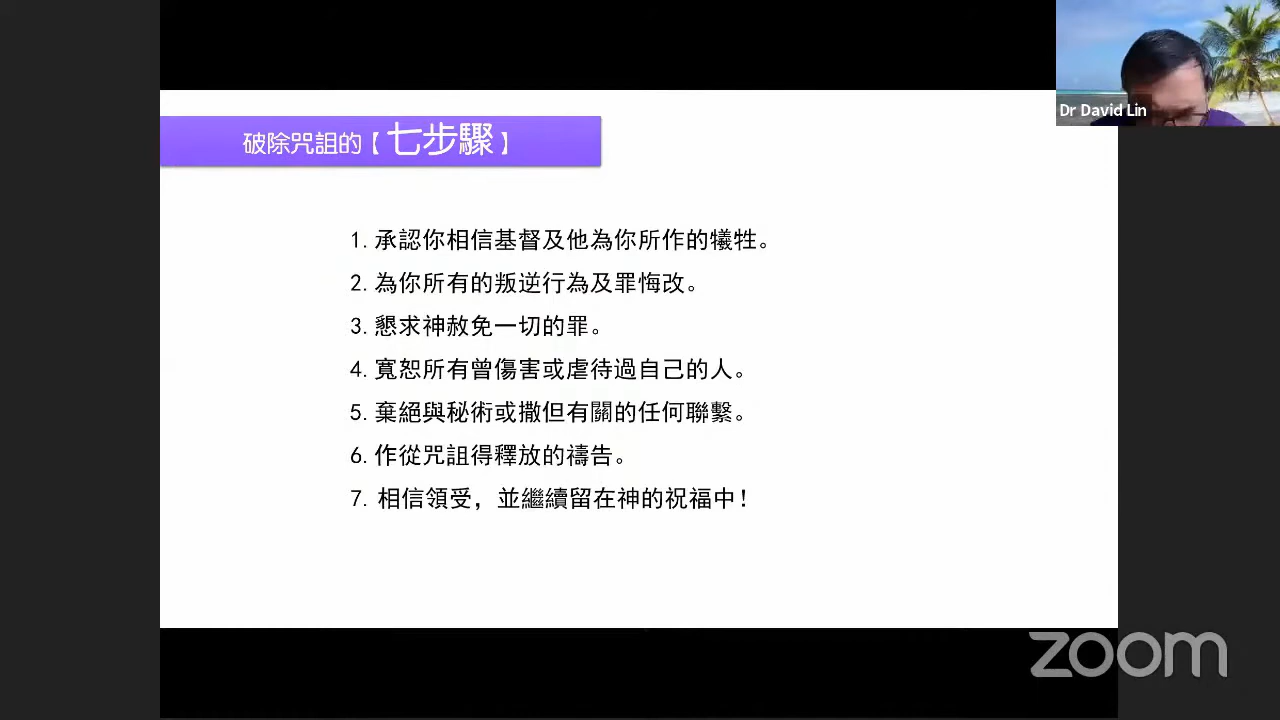 Dr David Lin
破除咒詛的【七步驟】
1. 承認你相信基督及他為你所作的犧牲。
2. 為你所有的叛逆行為及罪悔改。
3. 懇求神赦免一切的罪。
4. 寬恕所有曾傷害或虐待過自己的人。
5. 棄絕與秘術或撒但有關的任何聯繫。
6. 作從咒詛得釋放的禱告。
7. 相信領受，並繼續留在神的祝福中！
zoom